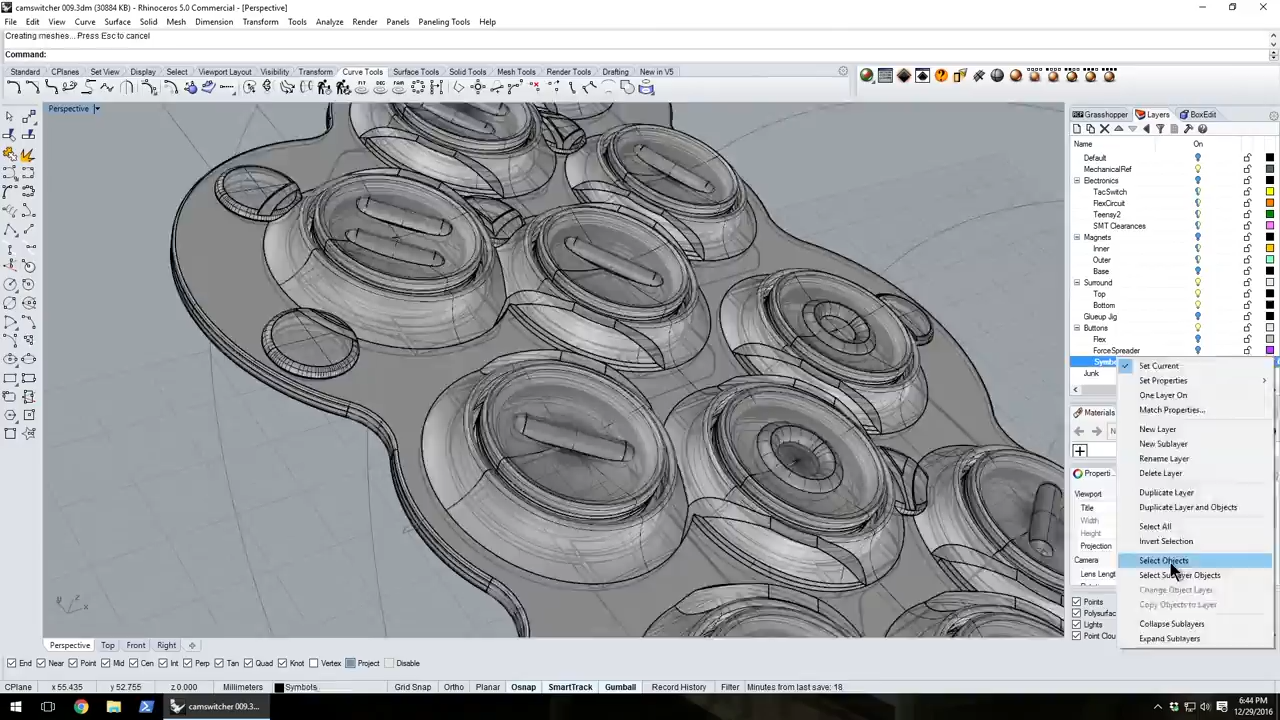 camswitcher 009.3dm (30884 KB) - Rhinoceros 5.0 Commercial - [Perspective]
File Edit View Curve Surface Solid Mesh Dimension Transform Tools Analyze Render Panels Paneling Tools Help
Creating meshes... Press Esc to cancel
Command:
Standard CPlanes Set View Display Select Viewport Layout Visibility Transform Curve Tools Surface Tools Solid Tools Mesh Tools Render Tools Drafting New in V5
Perspective
Grasshopper Layers BoxEdit
Name On
Default
MechanicalRef
Electronics
TacSwitch
FlexCircuit
Teensy2
SMT Clearances
Magnets
Inner
Outer
Base
Surround
Top
Bottom
Glueup Jig
Buttons
Flex
ForceSpreader
Junk
Set Current
Set Properties
One Layer On
Match Properties...
New Layer
New Sublayer
Rename Layer
Delete Layer
Duplicate Layer
Duplicate Layer and Objects
Select All
Invert Selection
Select Objects
Select Sublayer Objects
Change Object Layer
Copy Objects to Layer
Collapse Sublayers
Expand Sublayers
Materials
Viewport
Title
Width
Height
Projection
Camera
Points
Lights
z y x
Perspective Top Front Right
End Near Point Mid Cen Int Perp Tan Quad Knot Vertex Project Disable
CPlane x 55.435 y 52.755 z 0.000 Millimeters Symbols Grid Snap Ortho Planar Osnap SmartTrack Gumball Record History Filter Minutes from last save: 18
camswitcher 009.3...
6:44 PM
12/29/2016